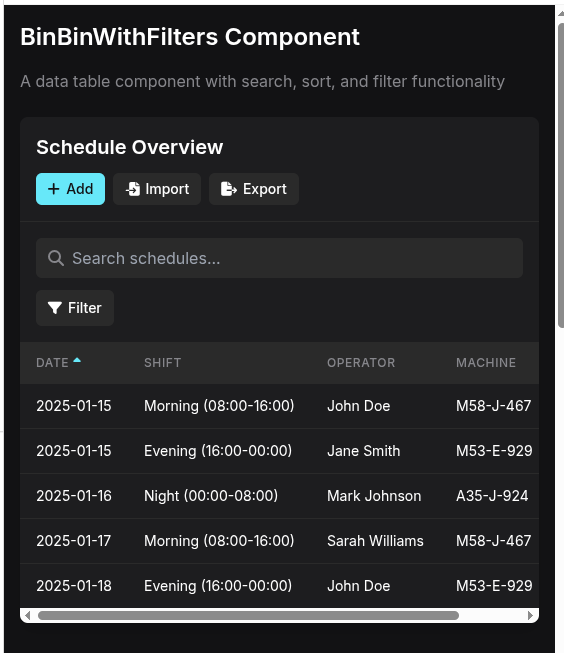 BinBinWithFilters Component
A data table component with search, sort, and filter functionality
Schedule Overview
Add Import Export
Search schedules...
Filter
DATE SHIFT OPERATOR MACHINE
2025-01-15 Morning (08:00-16:00) John Doe M58-J-467
2025-01-15 Evening (16:00-00:00) Jane Smith M53-E-929
2025-01-16 Night (00:00-08:00) Mark Johnson A35-J-924
2025-01-17 Morning (08:00-16:00) Sarah Williams M58-J-467
2025-01-18 Evening (16:00-00:00) John Doe M53-E-929